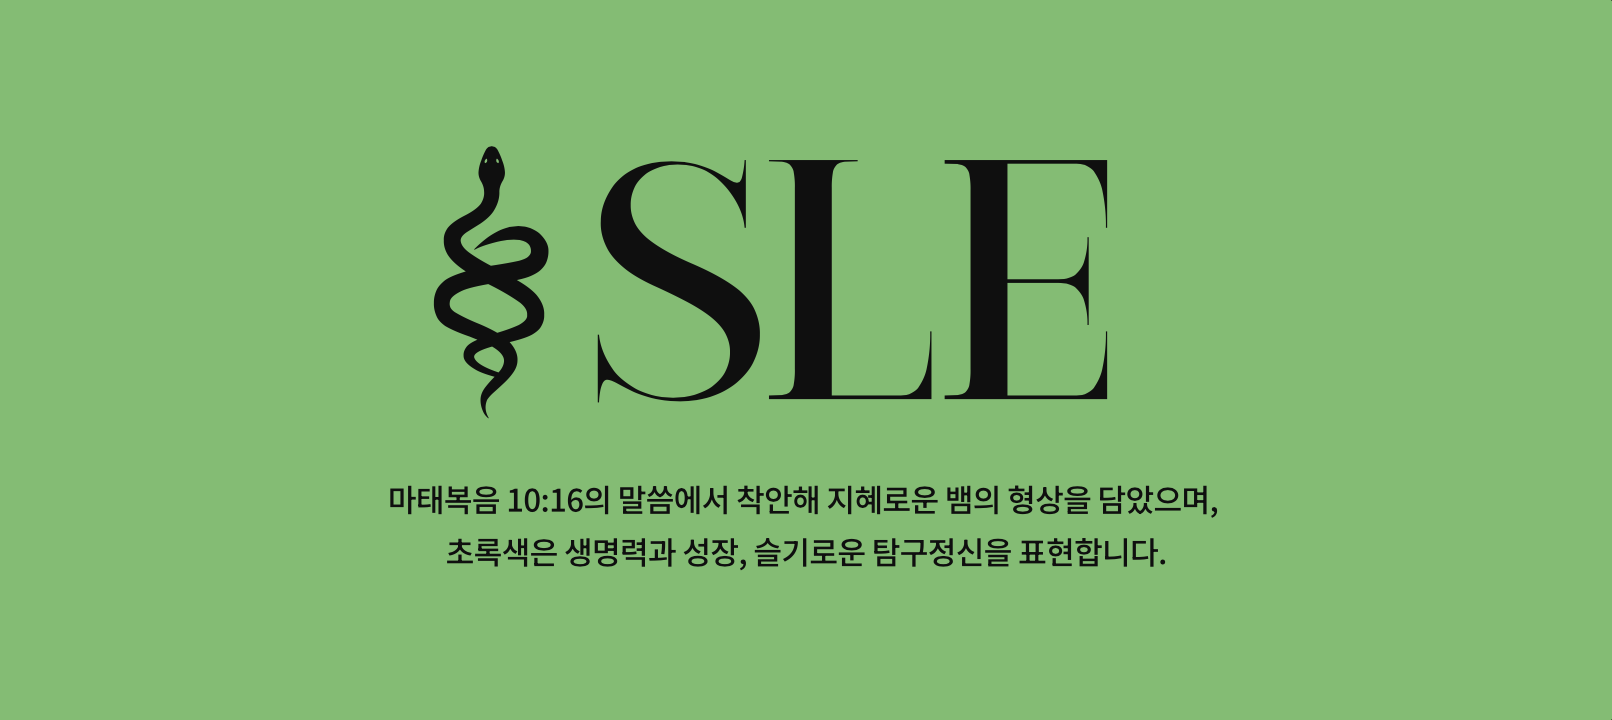 SLE
마태복음 10:16의 말씀에서 착안해 지혜로운 뱀의 형상을 담았으며,
초록색은 생명력과 성장, 슬기로운 탐구정신을 표현합니다.